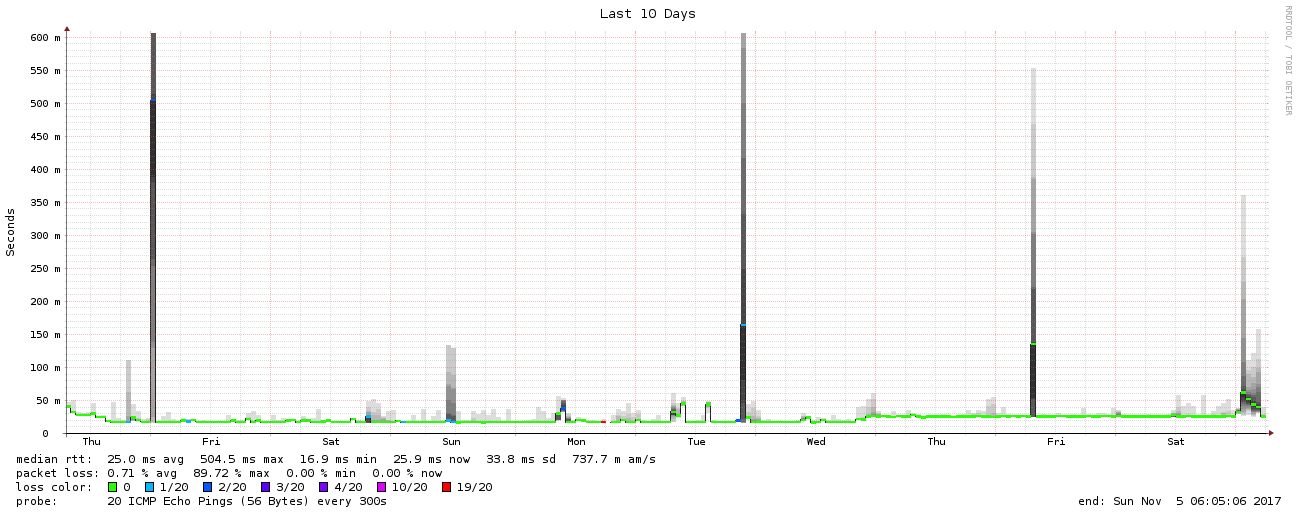 Last 10 Days
RRDTOOL / TOBI OETIKER
600 m
550 m
500 m
450 m
400 m
350 m
300 m
250 m
200 m
150 m
100 m
50 m
0
Seconds
Thu Fri Sat Sun Mon Tue Wed Thu Fri Sat
median rtt: 25.0 ms avg 504.5 ms max 16.9 ms min 25.9 ms now 33.8 ms sd 737.7 m am/s
packet loss: 0.71 % avg 89.72 % max 0.00 % min 0.00 % now
loss color: 0 1/20 2/20 3/20 4/20 10/20 19/20
probe: 20 ICMP Echo Pings (56 Bytes) every 300s end: Sun Nov 5 06:05:06 2017